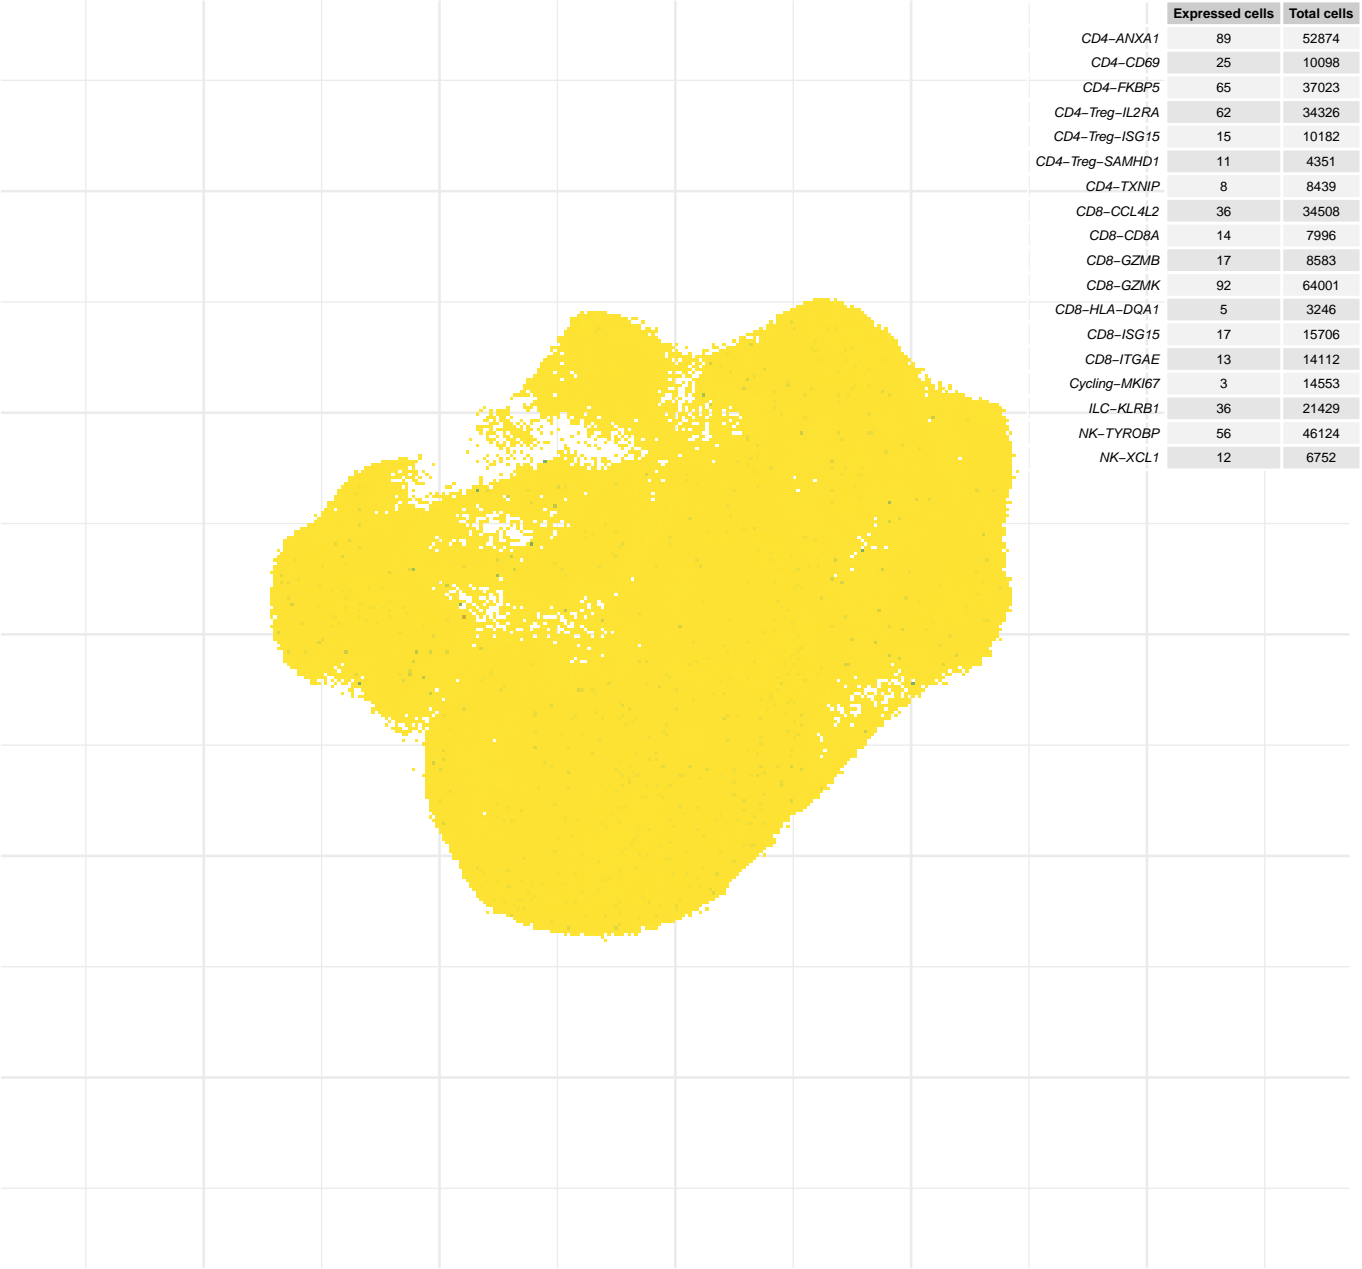 Expressed cells Total cells
CD4−ANXA1 89 52874
CD4−CD69 25 10098
CD4−FKBP5 65 37023
CD4−Treg−IL2RA 62 34326
CD4−Treg−ISG15 15 10182
CD4−Treg−SAMHD1 11 4351
CD4−TXNIP 8 8439
CD8−CCL4L2 36 34508
CD8−CD8A 14 7996
CD8−GZMB 17 8583
CD8−GZMK 92 64001
CD8−HLA−DQA1 5 3246
CD8−ISG15 17 15706
CD8−ITGAE 13 14112
Cycling−MKI67 3 14553
ILC−KLRB1 36 21429
NK−TYROBP 56 46124
NK−XCL1 12 6752